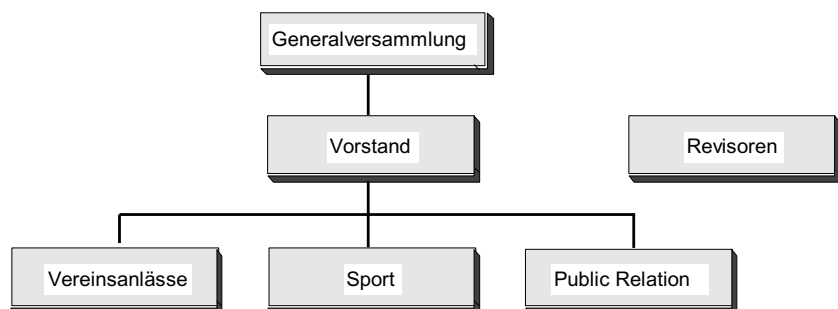 Generalversammlung
Vorstand
Revisoren
Vereinsanlässe
Sport
Public Relation